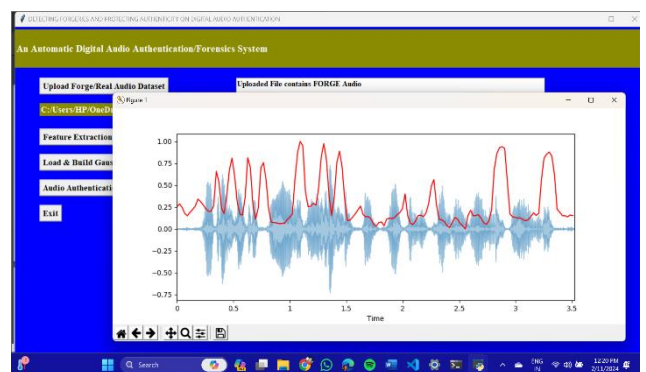 DETECTING FORGERIES AND PROTECTING AUTHENTICITY ON DIGITAL AUDIO AUTHENTICATION
An Automatic Digital Audio Authentication/Forensics System
Upload Forge/Real Audio Dataset
Uploaded File contains FORGE Audio
C:/Users/HP/OneD
Figure 1
Feature Extraction
Load & Build Gaus
Audio Authenticati
Exit
1.00
0.75
0.50
0.25
0.00
−0.25
−0.50
−0.75
0 0.5 1 1.5 2 2.5 3 3.5
Time
Search
ENG
IN
12:20 PM
2/11/2024